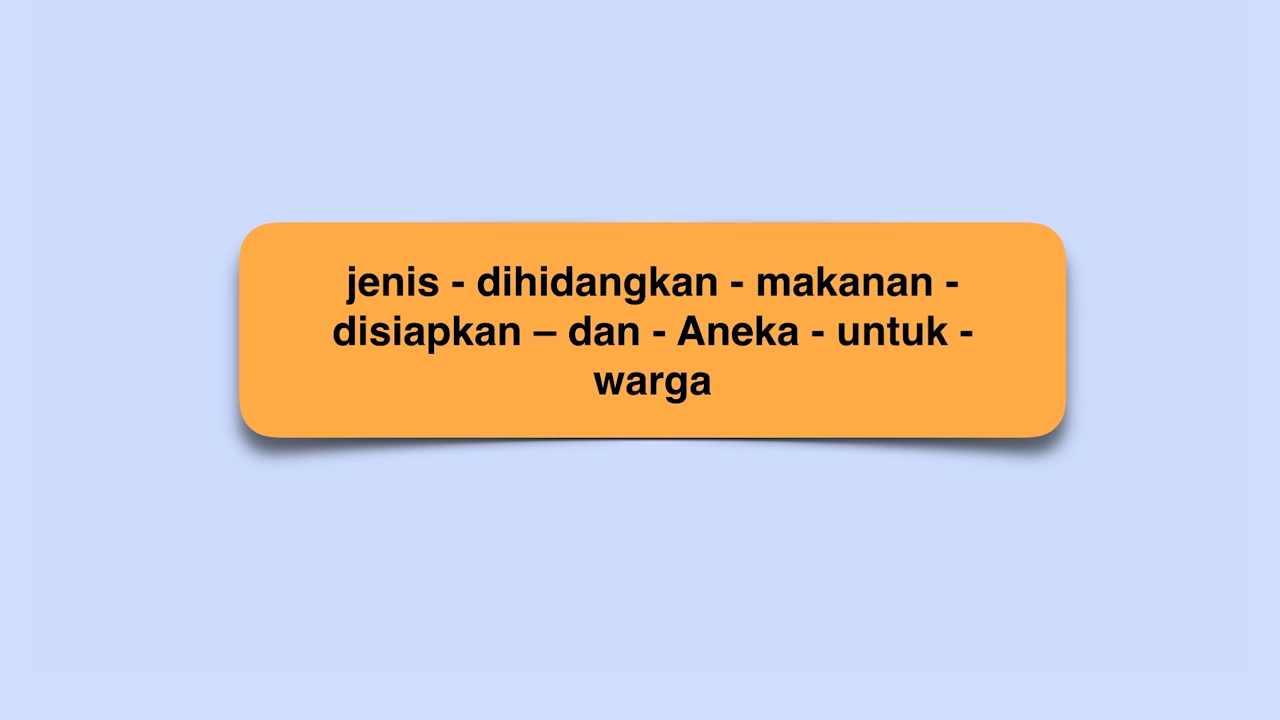 jenis - dihidangkan - makanan -
disiapkan – dan - Aneka - untuk -
warga